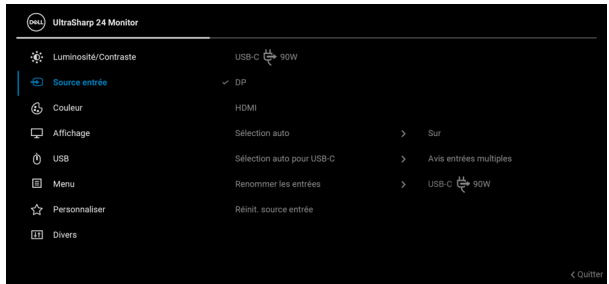 DELL UltraSharp 24 Monitor
Luminosité/Contraste USB-C 90W
Source entrée DP
Couleur HDMI
Affichage Sélection auto Sur
USB Sélection auto pour USB-C Avis entrées multiples
Menu Renommer les entrées USB-C 90W
Personnaliser Réinit. source entrée
Divers
Quitter